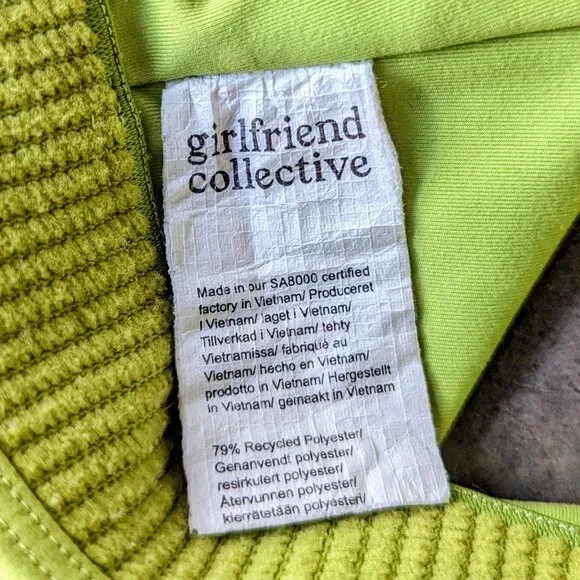 girlfriend
collective
Made in our SA8000 certified
factory in Vietnam/ Produceret
I Vietnam/ laget i Vietnam/
Tillverkad i Vietnam/ tehty
Vietnamissa/ fabriqué au
Vietnam/ hecho en Vietnam/
prodotto in Vietnam/ Hergestellt
in Vietnam/ gemaakt in Vietnam
79% Recycled Polyester/
Genanvendt polyester/
resirkulert polyester/
Återvunnen polyester/
kierrätetään polyester/